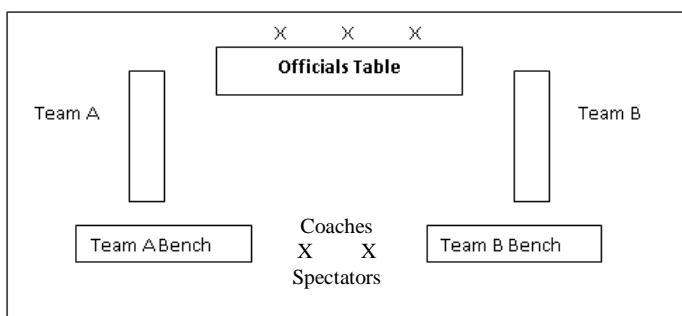 X X X
Officials Table
Team A
Team B
Coaches
Team A Bench
X X
Team B Bench
Spectators